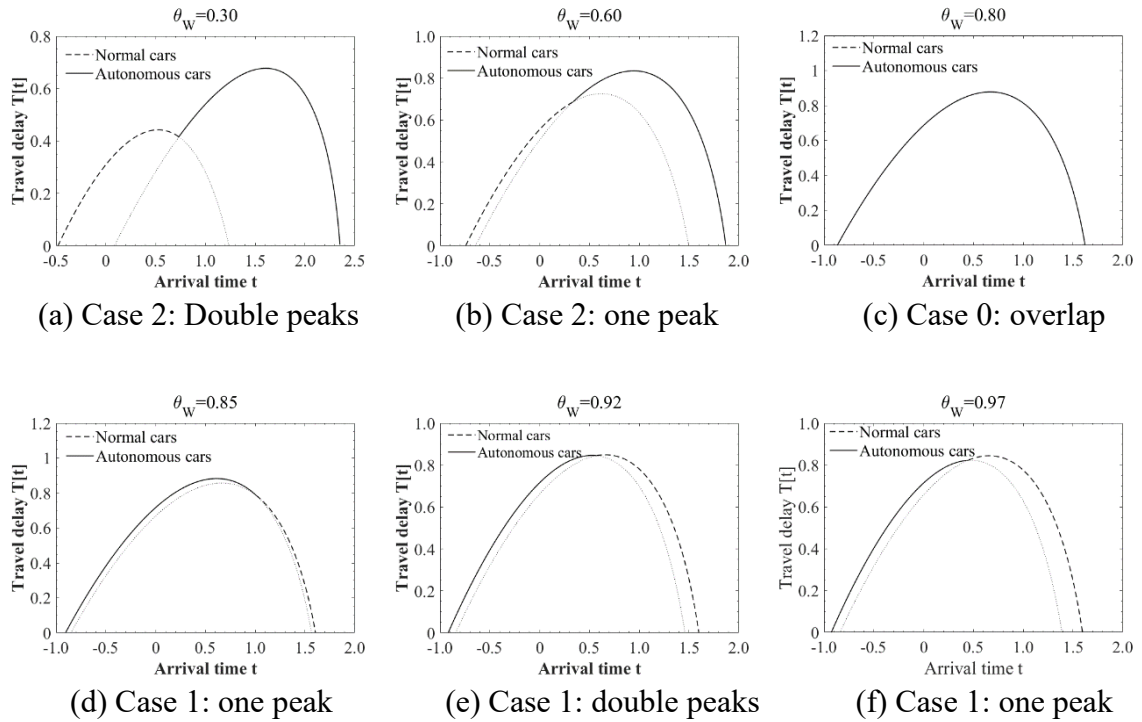 θ_W=0.30
Normal cars
Autonomous cars
Travel delay T[t]
0.8
0.6
0.4
0.2
0
-0.5 0 0.5 1.0 1.5 2.0 2.5
Arrival time t
(a) Case 2: Double peaks
θ_W=0.60
Normal cars
Autonomous cars
Travel delay T[t]
1.0
0.8
0.6
0.4
0.2
0
-1.0 -0.5 0 0.5 1.0 1.5 2.0
Arrival time t
(b) Case 2: one peak
θ_W=0.80
Normal cars
Autonomous cars
Travel delay T[t]
1.2
1
0.8
0.6
0.4
0.2
0
-1.0 -0.5 0 0.5 1.0 1.5 2.0
Arrival time t
(c) Case 0: overlap
θ_W=0.85
Normal cars
Autonomous cars
Travel delay T[t]
1.2
1
0.8
0.6
0.4
0.2
0
-1.0 -0.5 0 0.5 1.0 1.5 2.0
Arrival time t
(d) Case 1: one peak
θ_W=0.92
Normal cars
Autonomous cars
Travel delay T[t]
1.0
0.8
0.6
0.4
0.2
0
-1.0 -0.5 0 0.5 1.0 1.5 2.0
Arrival time t
(e) Case 1: double peaks
θ_W=0.97
Normal cars
Autonomous cars
Travel delay T[t]
1.0
0.8
0.6
0.4
0.2
0
-1.0 -0.5 0 0.5 1.0 1.5 2.0
Arrival time t
(f) Case 1: one peak